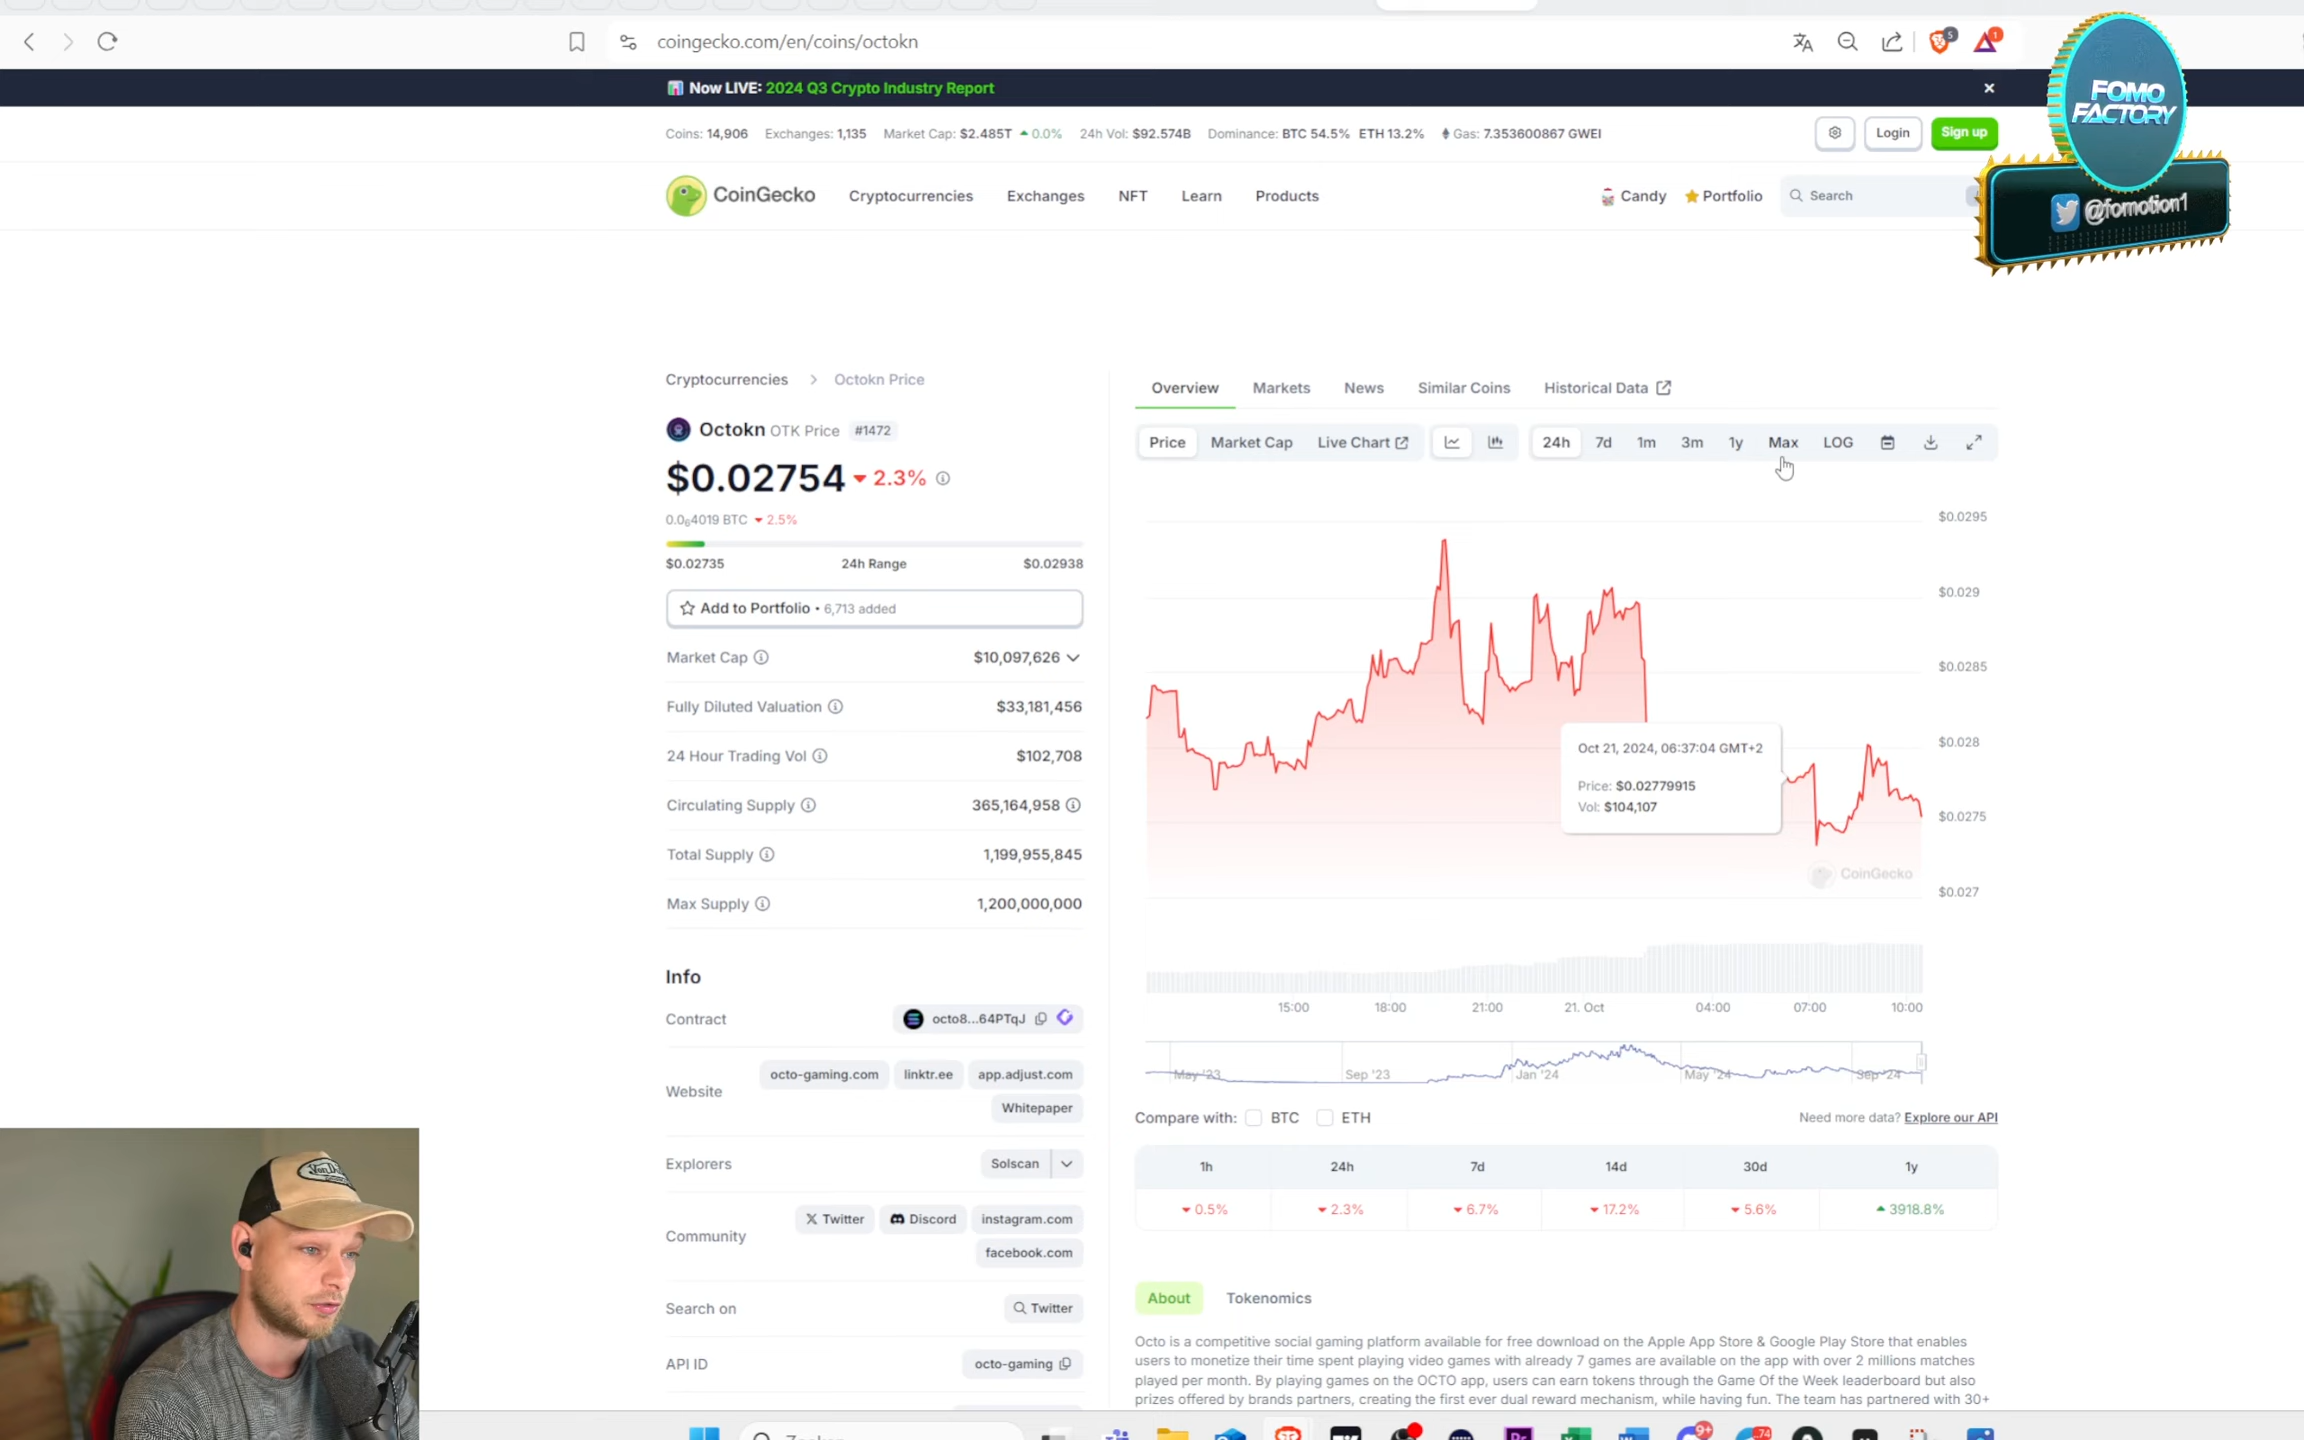 coingecko.com/en/coins/octokn
5
1
FOMO
FACTORY
@fomotion1
Now LIVE: 2024 Q3 Crypto Industry Report
Coins: 14,906 Exchanges: 1,135 Market Cap: $2.485T 0.0% 24h Vol: $92.574B Dominance: BTC 54.5% ETH 13.2% Gas: 7.353600867 GWEI
Login
Sign up
CoinGecko
Cryptocurrencies Exchanges NFT Learn Products
Candy Portfolio Search
Cryptocurrencies > Octokn Price
Octokn OTK Price #1472
$0.02754 2.3%
0.0₆4019 BTC 2.5%
$0.02735 24h Range $0.02938
Add to Portfolio • 6,713 added
Market Cap $10,097,626
Fully Diluted Valuation $33,181,456
24 Hour Trading Vol $102,708
Circulating Supply 365,164,958
Total Supply 1,199,955,845
Max Supply 1,200,000,000
Info
Contract octo8...64PTqJ
Website octo-gaming.com linktr.ee app.adjust.com
Whitepaper
Explorers Solscan
Community Twitter Discord instagram.com
facebook.com
Search on Twitter
API ID octo-gaming
Overview Markets News Similar Coins Historical Data
Price Market Cap Live Chart 24h 7d 1m 3m 1y Max LOG
$0.0295
$0.029
$0.0285
$0.028
$0.0275
$0.027
Oct 21, 2024, 06:37:04 GMT+2
Price: $0.02779915
Vol: $104,107
CoinGecko
15:00 18:00 21:00 21. Oct 04:00 07:00 10:00
May '23 Sep '23 Jan '24 May '24 Sep '24
Compare with: BTC ETH
Need more data? Explore our API
1h 24h 7d 14d 30d 1y
0.5% 2.3% 6.7% 17.2% 5.6% 3918.8%
About Tokenomics
Octo is a competitive social gaming platform available for free download on the Apple App Store & Google Play Store that enables
users to monetize their time spent playing video games with already 7 games are available on the app with over 2 millions matches
played per month. By playing games on the OCTO app, users can earn tokens through the Game Of the Week leaderboard but also
prizes offered by brands partners, creating the first ever dual reward mechanism, while having fun. The team has partnered with 30+
9+
74